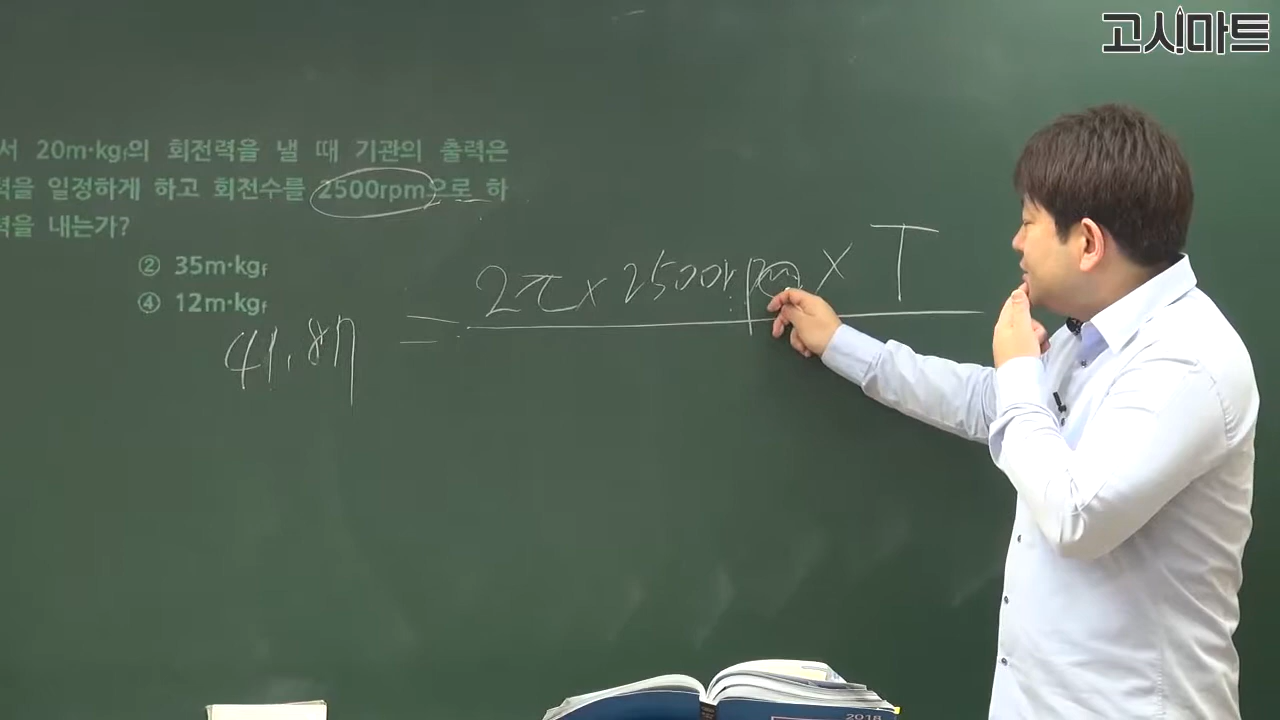 고시마트
서 20m·kgf의 회전력을 낼 때 기관의 출력은
력을 일정하게 하고 회전수를 2500rpm으로 하
력을 내는가?
② 35m·kgf
④ 12m·kgf
41.87 = 2π × 2500rpm × T
2018